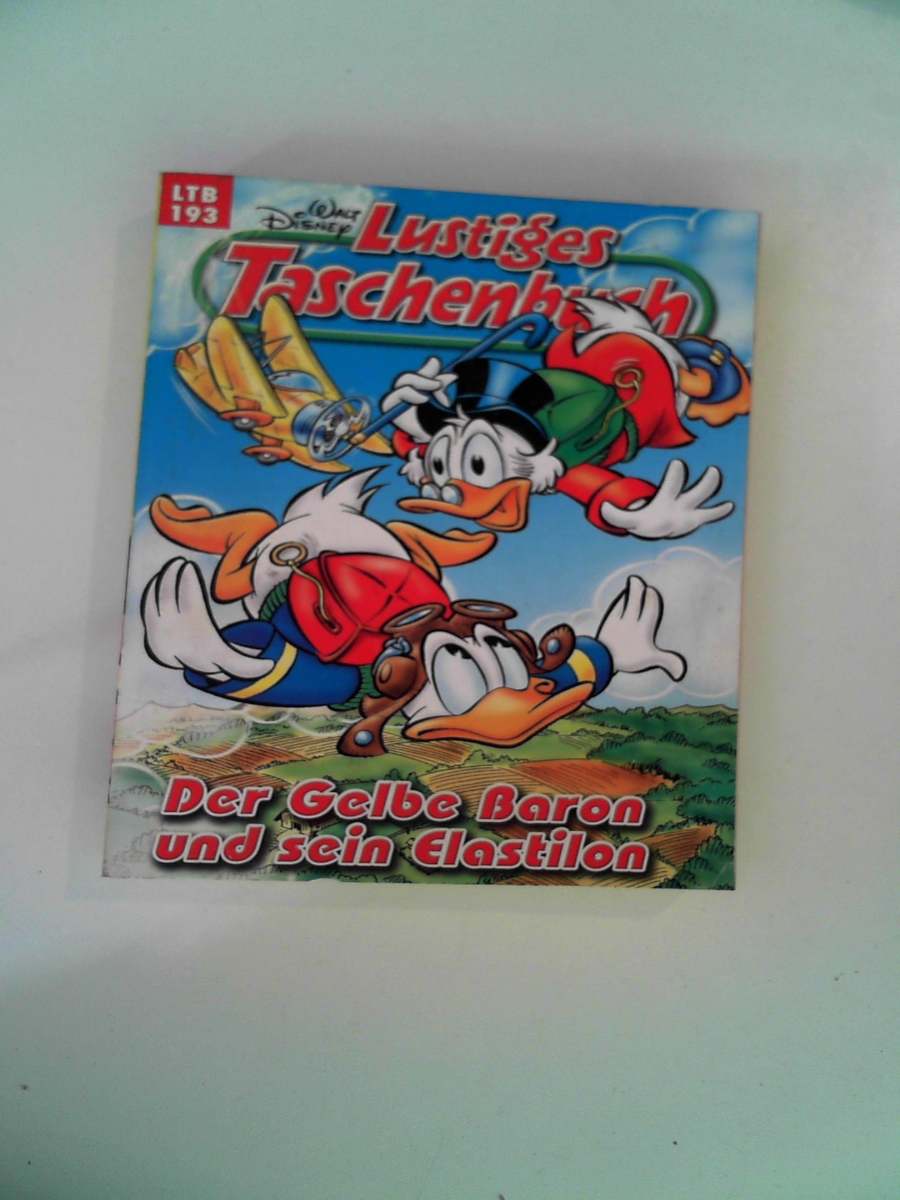 LTB
193
WALT
DISNEY
Lustiges
Taschenbuch
Der Gelbe Baron
und sein Elastilon